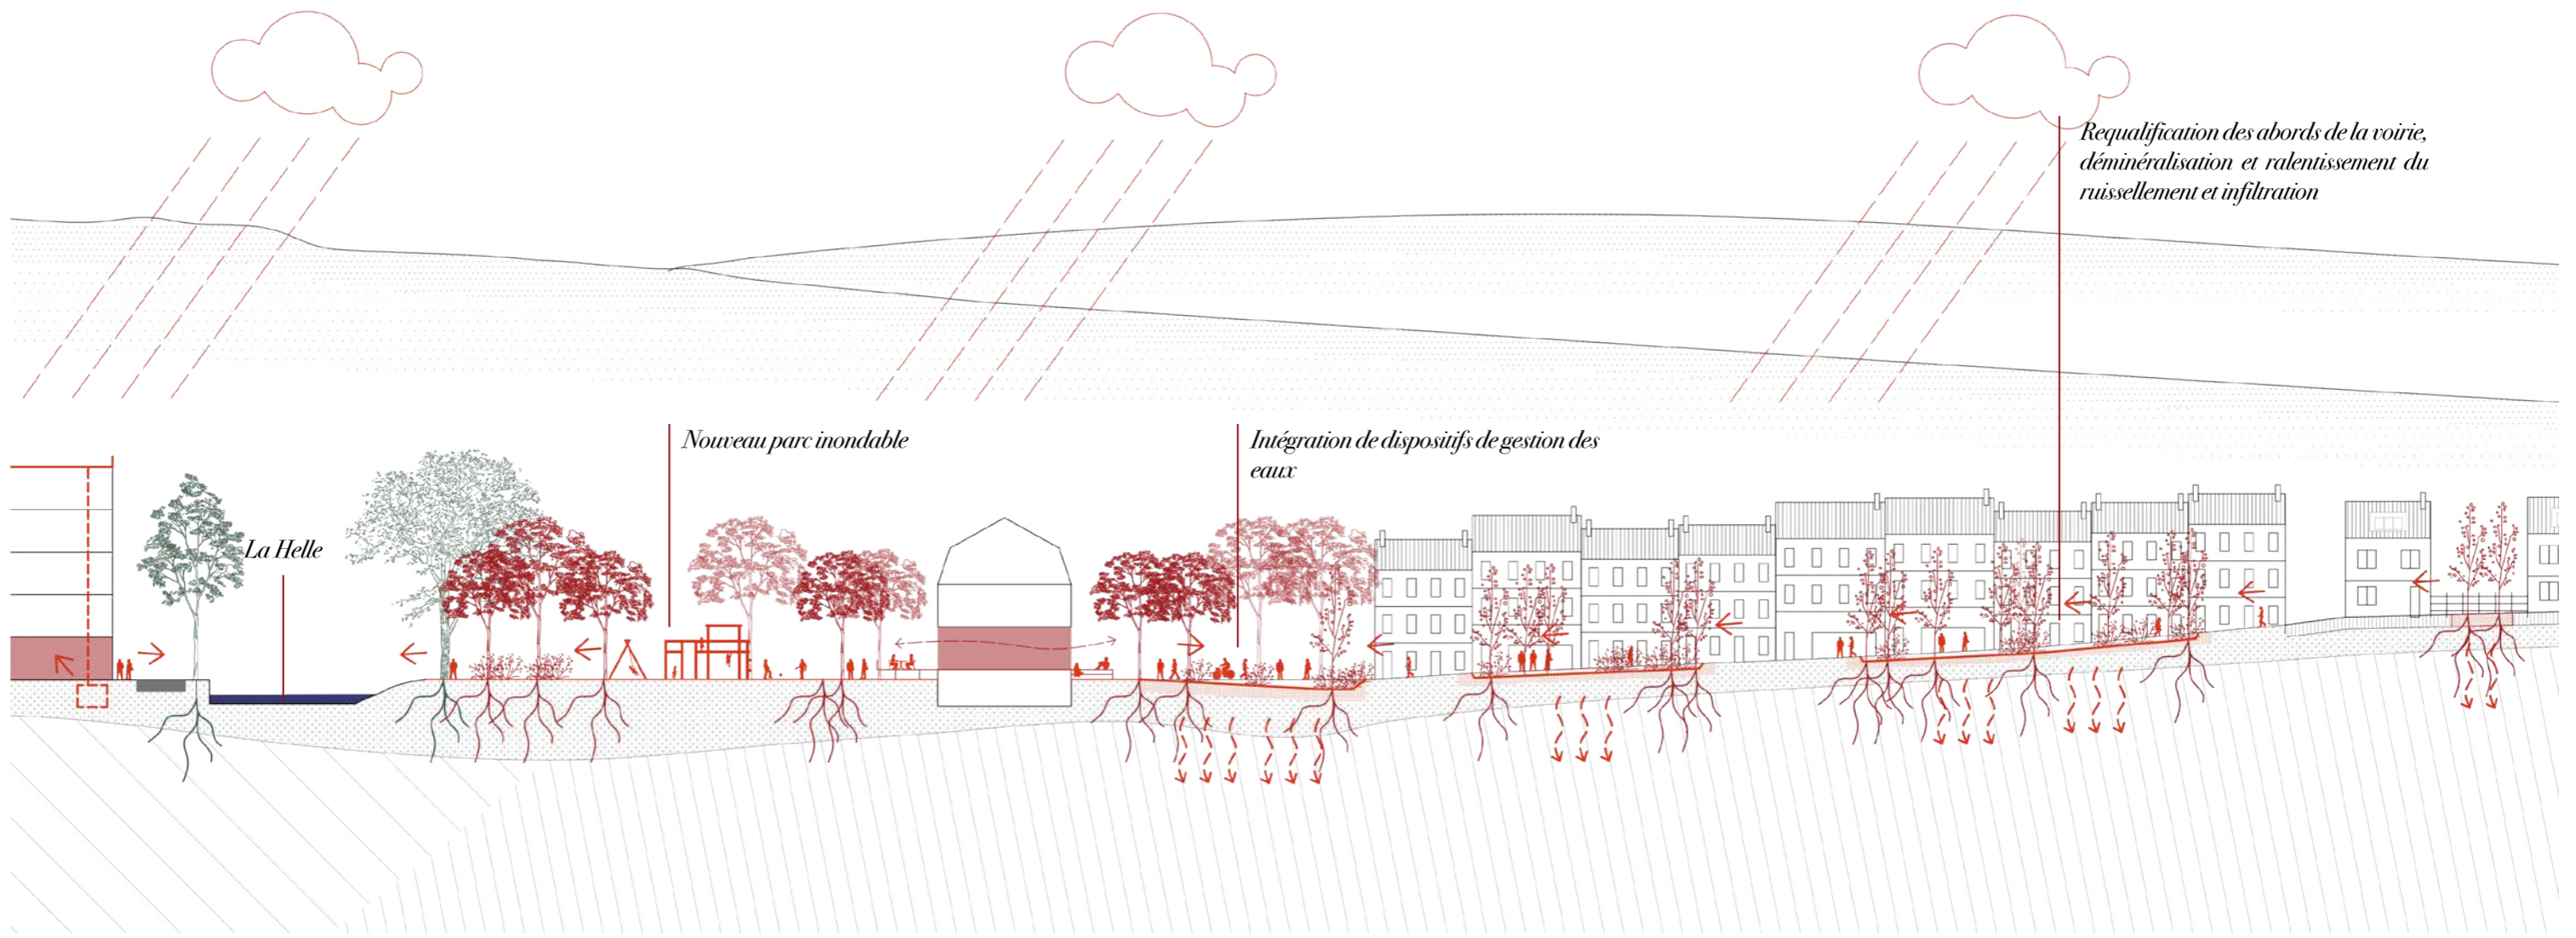 Requalification des abords de la voirie,
déminéralisation et ralentissement du
ruissellement et infiltration
Nouveau parc inondable
Intégration de dispositifs de gestion des
eaux
La Helle